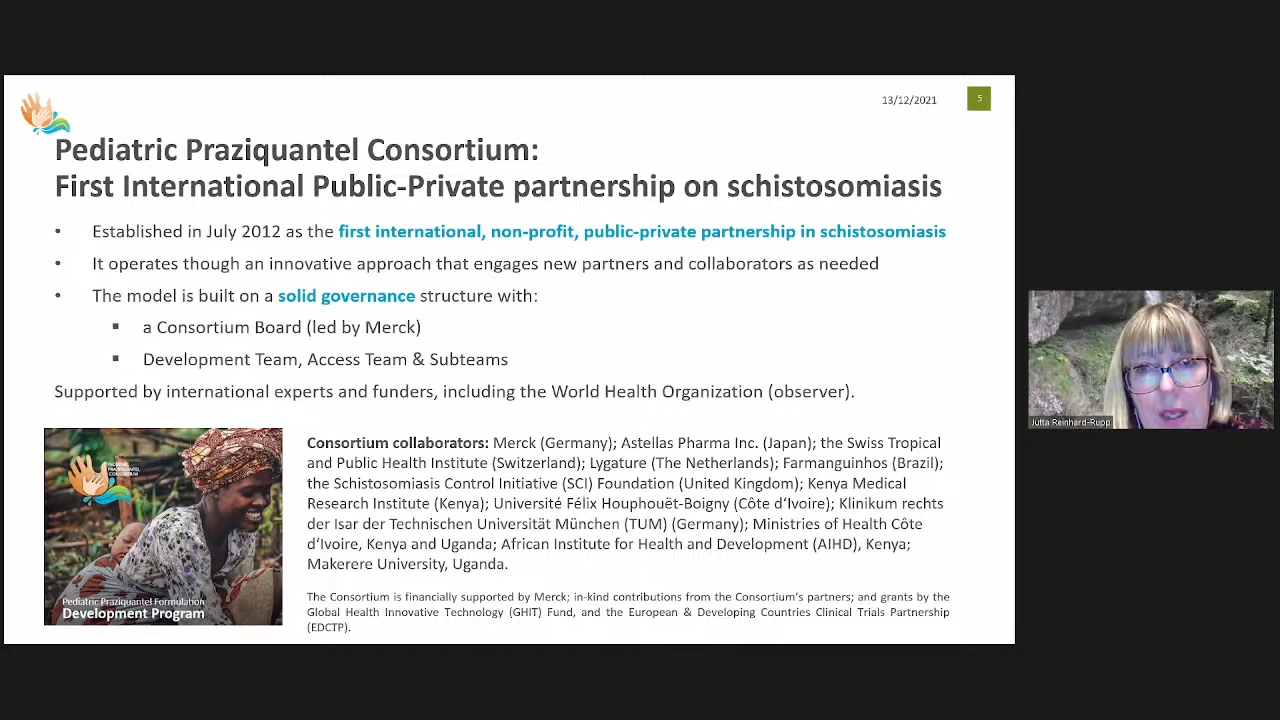 13/12/2021
5
Pediatric Praziquantel Consortium:
First International Public-Private partnership on schistosomiasis
• Established in July 2012 as the first international, non-profit, public-private partnership in schistosomiasis
• It operates though an innovative approach that engages new partners and collaborators as needed
• The model is built on a solid governance structure with:
▪ a Consortium Board (led by Merck)
▪ Development Team, Access Team & Subteams
Supported by international experts and funders, including the World Health Organization (observer).
PEDIATRIC
PRAZIQUANTEL
CONSORTIUM
Pediatric Praziquantel Formulation
Development Program
Consortium collaborators: Merck (Germany); Astellas Pharma Inc. (Japan); the Swiss Tropical
and Public Health Institute (Switzerland); Lygature (The Netherlands); Farmanguinhos (Brazil);
the Schistosomiasis Control Initiative (SCI) Foundation (United Kingdom); Kenya Medical
Research Institute (Kenya); Université Félix Houphouët-Boigny (Côte d‘Ivoire); Klinikum rechts
der Isar der Technischen Universität München (TUM) (Germany); Ministries of Health Côte
d‘Ivoire, Kenya and Uganda; African Institute for Health and Development (AIHD), Kenya;
Makerere University, Uganda.
The Consortium is financially supported by Merck; in-kind contributions from the Consortium’s partners; and grants by the
Global Health Innovative Technology (GHIT) Fund, and the European & Developing Countries Clinical Trials Partnership
(EDCTP).
Jutta Reinhard-Rupp